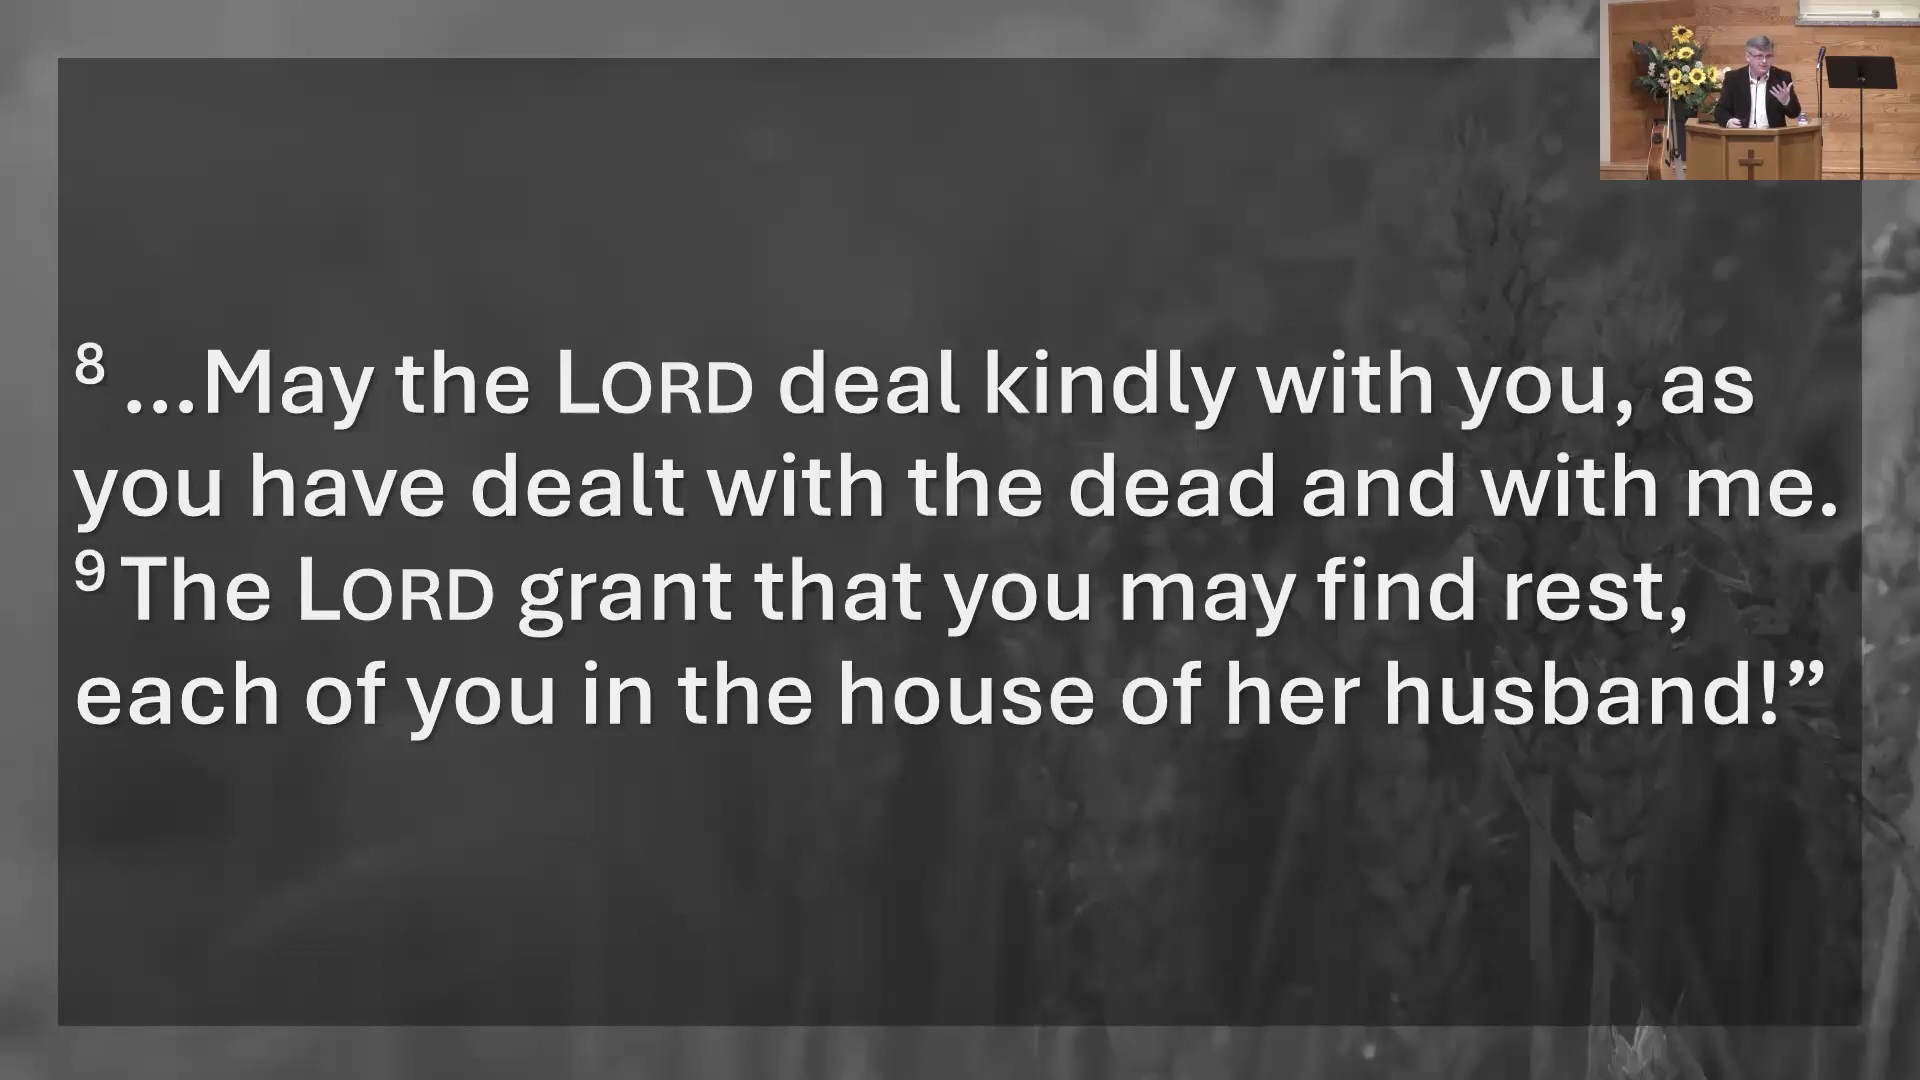 8 ...May the LORD deal kindly with you, as
you have dealt with the dead and with me.
9 The LORD grant that you may find rest,
each of you in the house of her husband!”